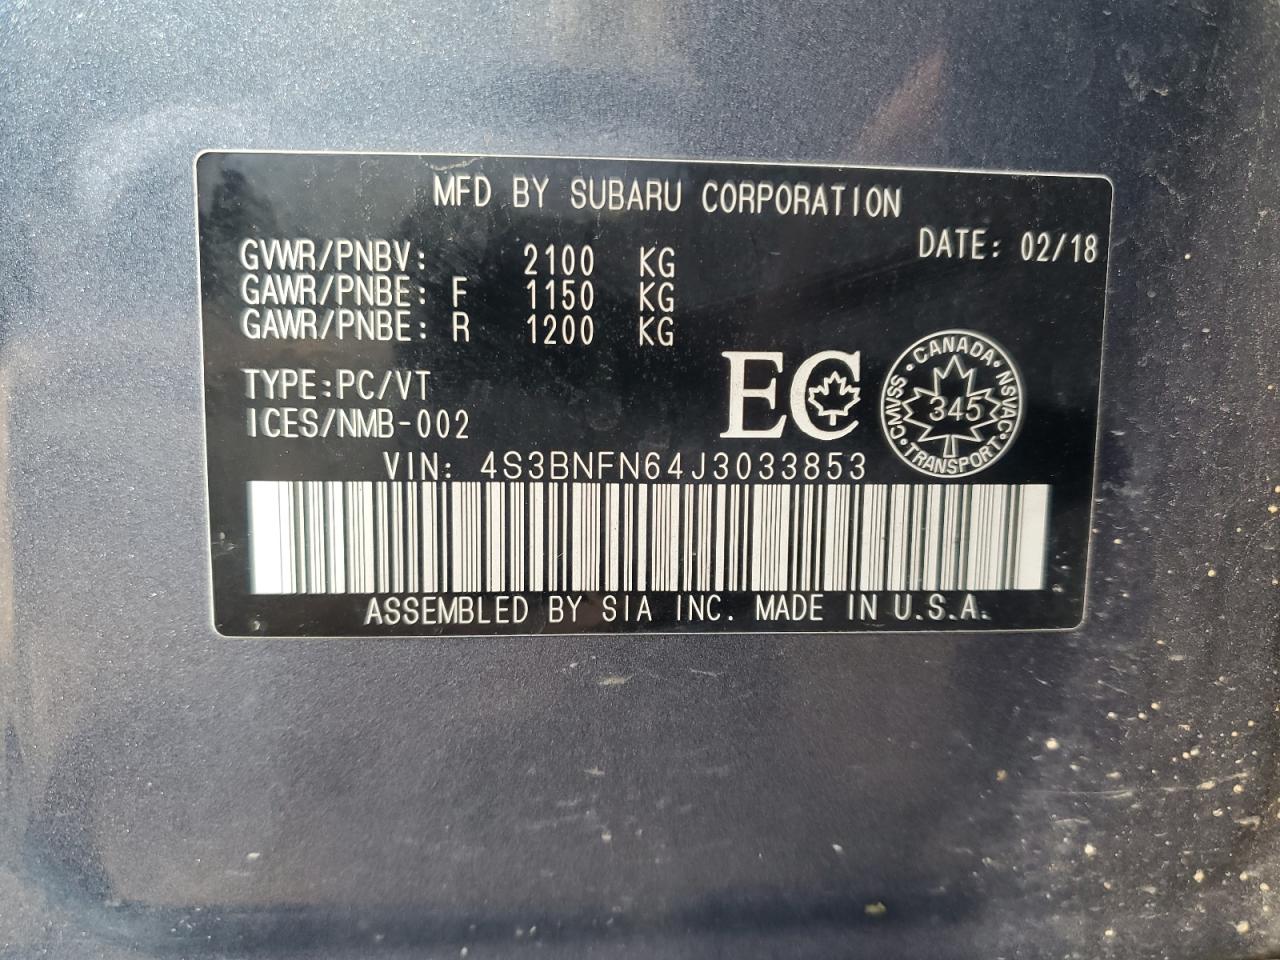 MFD BY SUBARU CORPORATION
DATE: 02/18
GVWR/PNBV: 2100 KG
GAWR/PNBE: F 1150 KG
GAWR/PNBE: R 1200 KG
TYPE:PC/VT
ICES/NMB-002
EC
CANADA · NSVAC · TRANSPORT · CMVSS ·
345
VIN: 4S3BNFN64J3033853
ASSEMBLED BY SIA INC. MADE IN U.S.A.